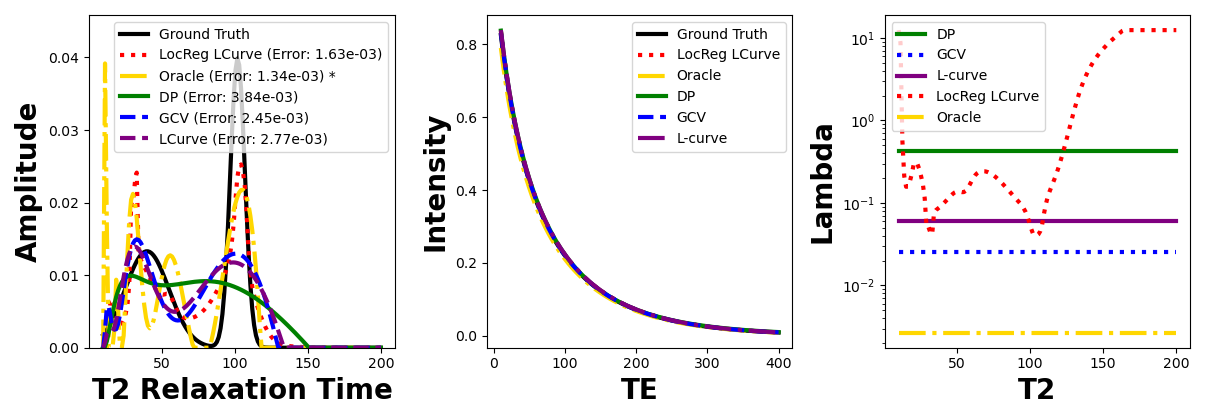 Amplitude
0.04
0.03
0.02
0.01
0.00
50
100
150
200
T2 Relaxation Time
Ground Truth
LocReg LCurve (Error: 1.63e-03)
Oracle (Error: 1.34e-03) *
DP (Error: 3.84e-03)
GCV (Error: 2.45e-03)
LCurve (Error: 2.77e-03)
Intensity
0.8
0.6
0.4
0.2
0.0
0
100
200
300
400
TE
Ground Truth
LocReg LCurve
Oracle
DP
GCV
L-curve
Lambda
10¹
10⁰
10⁻¹
10⁻²
50
100
150
200
T2
DP
GCV
L-curve
LocReg LCurve
Oracle